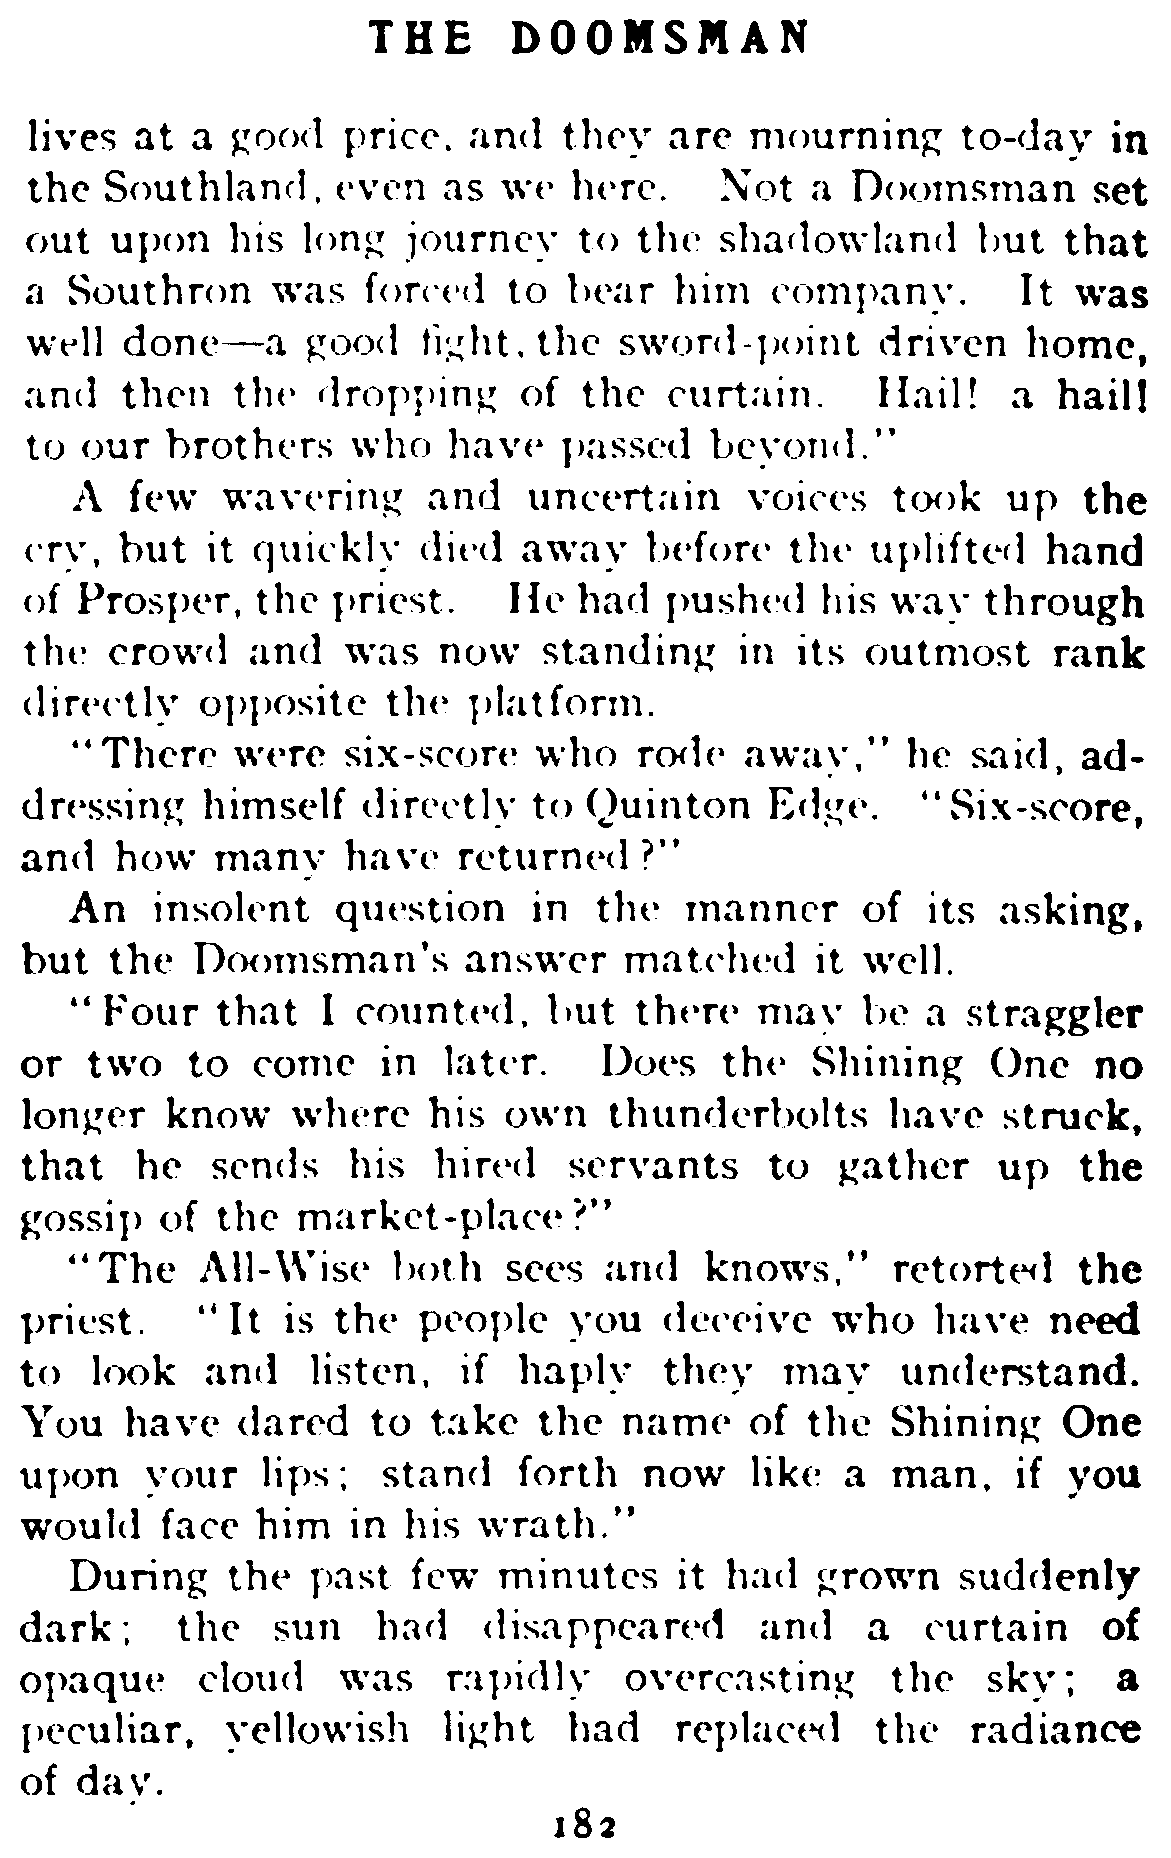 THE DOOMSMAN
lives at a good price, and they are mourning to-day in
the Southland, even as we here. Not a Doomsman set
out upon his long journey to the shadowland but that
a Southron was forced to bear him company. It was
well done—a good fight, the sword-point driven home,
and then the dropping of the curtain. Hail! a hail!
to our brothers who have passed beyond."
A few wavering and uncertain voices took up the
cry, but it quickly died away before the uplifted hand
of Prosper, the priest. He had pushed his way through
the crowd and was now standing in its outmost rank
directly opposite the platform.
"There were six-score who rode away," he said, ad-
dressing himself directly to Quinton Edge. "Six-score,
and how many have returned?"
An insolent question in the manner of its asking,
but the Doomsman's answer matched it well.
"Four that I counted, but there may be a straggler
or two to come in later. Does the Shining One no
longer know where his own thunderbolts have struck,
that he sends his hired servants to gather up the
gossip of the market-place?"
"The All-Wise both sees and knows," retorted the
priest. "It is the people you deceive who have need
to look and listen, if haply they may understand.
You have dared to take the name of the Shining One
upon your lips; stand forth now like a man, if you
would face him in his wrath."
During the past few minutes it had grown suddenly
dark; the sun had disappeared and a curtain of
opaque cloud was rapidly overcasting the sky; a
peculiar, yellowish light had replaced the radiance
of day.
182